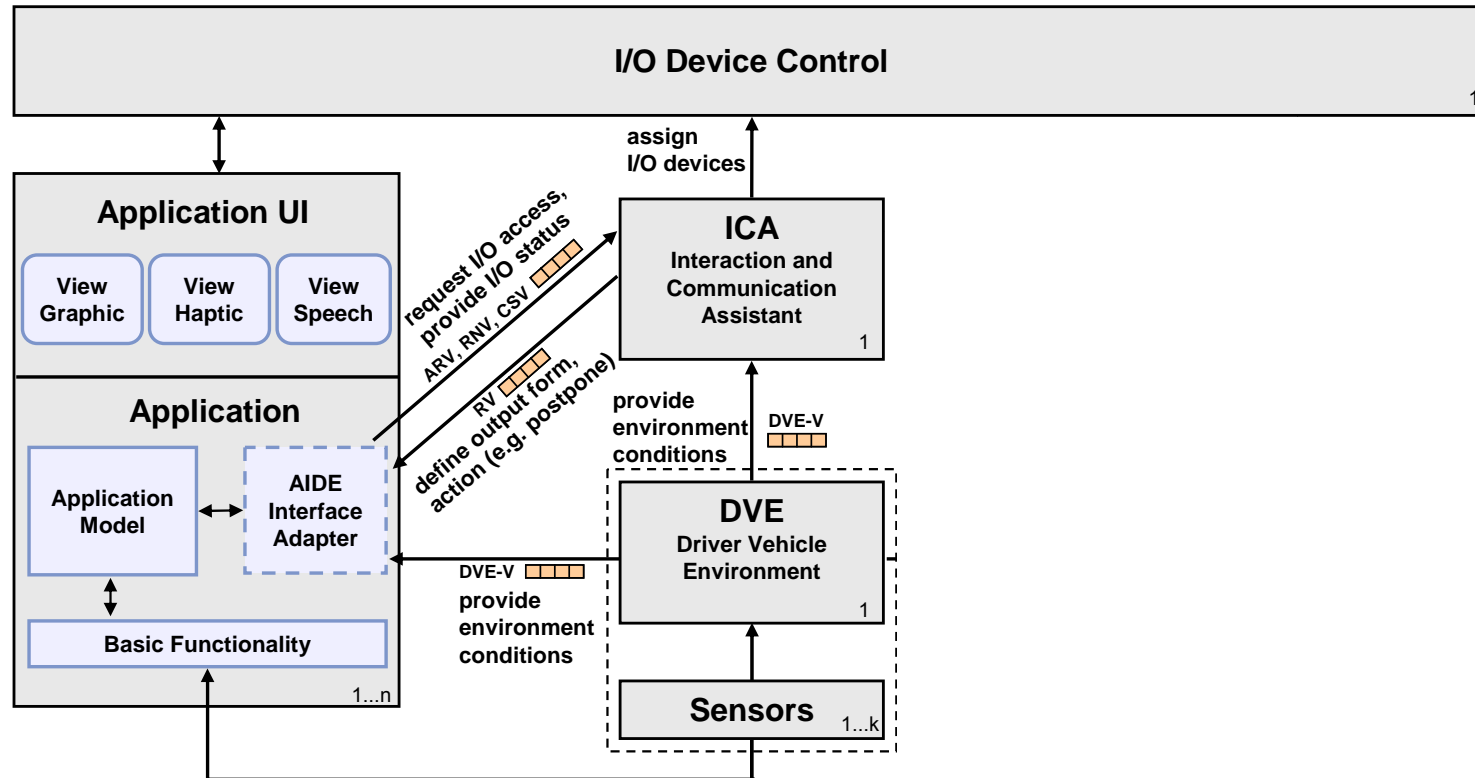 I/O Device Control
1
assign
I/O devices
Application UI
View
Graphic
View
Haptic
View
Speech
request I/O access,
provide I/O status
ARV, RNV, CSV
RV
define output form,
action (e.g. postpone)
ICA
Interaction and
Communication
Assistant
1
Application
Application
Model
AIDE
Interface
Adapter
Basic Functionality
1...n
provide
environment
conditions
DVE-V
DVE
Driver Vehicle
Environment
1
DVE-V
provide
environment
conditions
Sensors
1...k